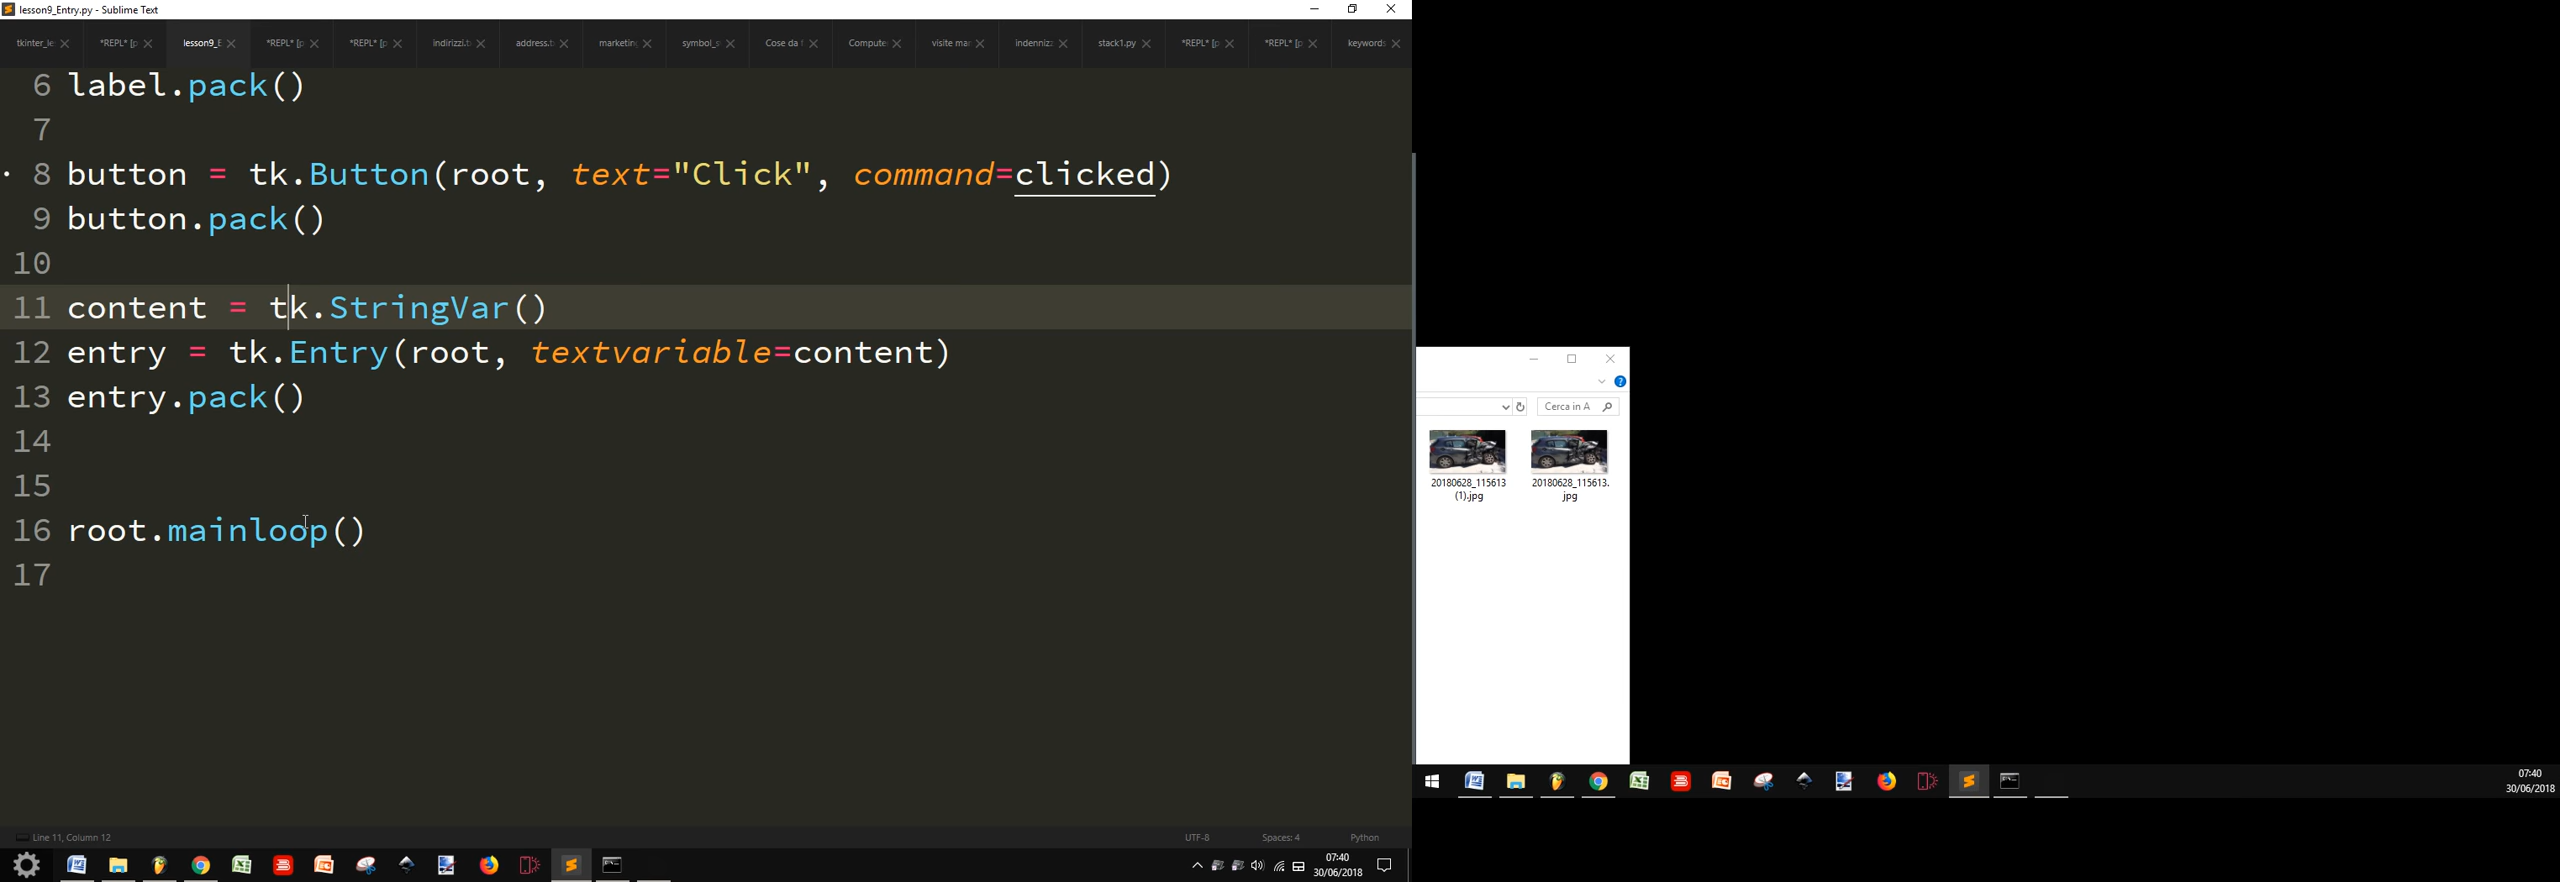 lesson9_Entry.py - Sublime Text
tkinter_le *REPL* [p lesson9_E *REPL* [p *REPL* [p indirizzi.t address.t marketing symbol_s Cose da f Compute visite mar indennizz stack1.py *REPL* [p *REPL* [p keywords
6 label.pack()
7
8 button = tk.Button(root, text="Click", command=clicked)
9 button.pack()
10
11 content = tk.StringVar()
12 entry = tk.Entry(root, textvariable=content)
13 entry.pack()
14
15
16 root.mainloop()
17
Line 11, Column 12 UTF-8 Spaces: 4 Python
07:40
30/06/2018
Cerca in A
20180628_115613
(1).jpg
20180628_115613.
jpg
07:40
30/06/2018